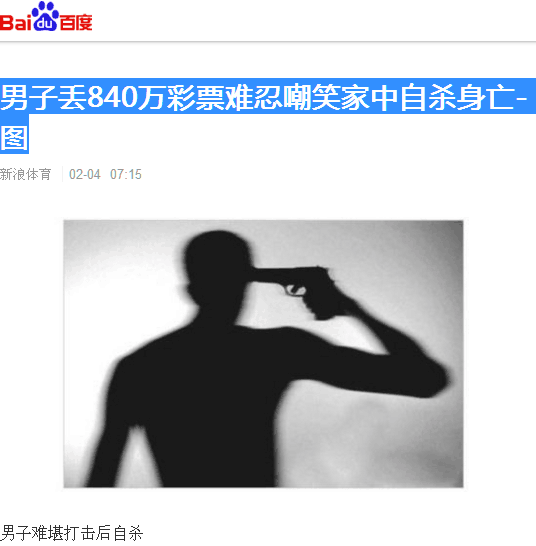 Bai du 百度
男子丢840万彩票难忍嘲笑家中自杀身亡-
图
新浪体育 02-04 07:15
男子难堪打击后自杀